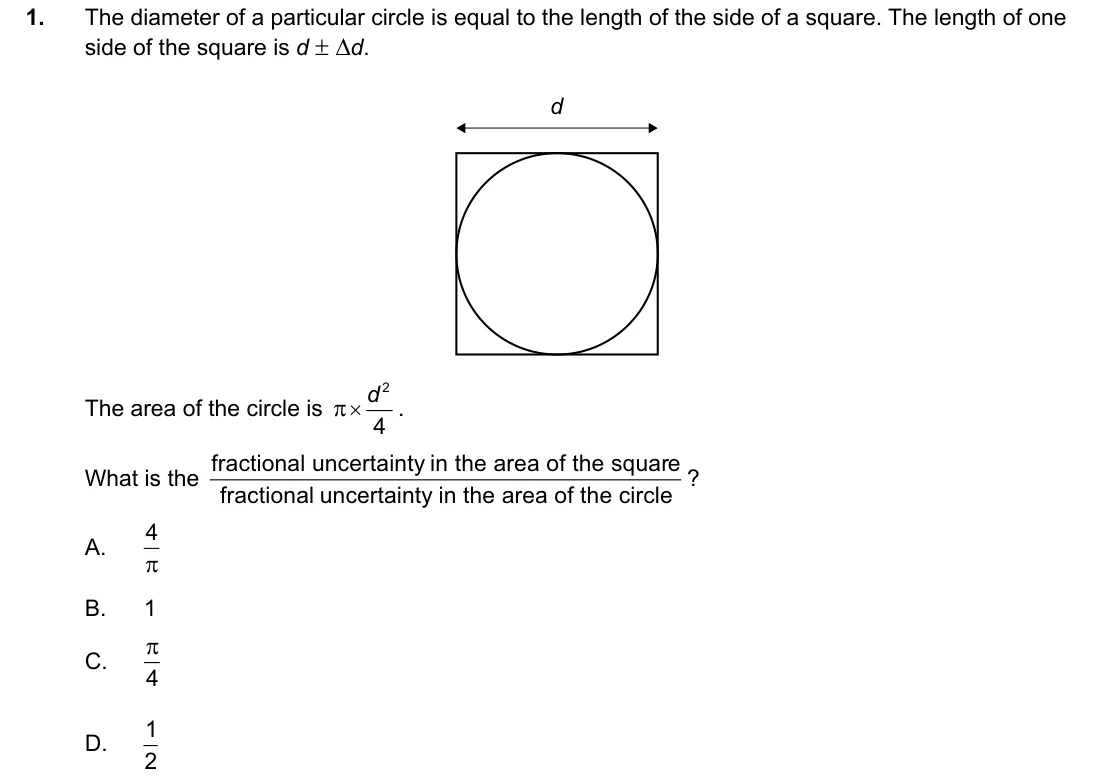 1. The diameter of a particular circle is equal to the length of the side of a square. The length of one
side of the square is d ± Δd.
d
The area of the circle is π × d²/4 .
What is the fractional uncertainty in the area of the square / fractional uncertainty in the area of the circle ?
A. 4/π
B. 1
C. π/4
D. 1/2